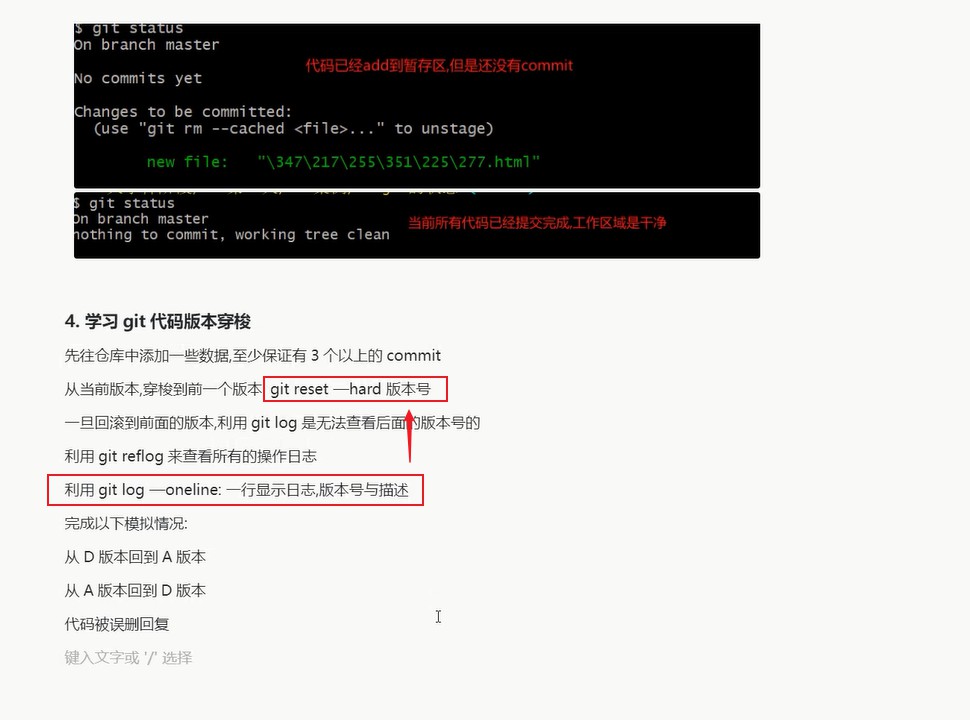 $ git status
On branch master
代码已经add到暂存区,但是还没有commit
No commits yet
Changes to be committed:
(use "git rm --cached <file>..." to unstage)
new file: "\347\217\255\351\225\277.html"
$ git status
On branch master
当前所有代码已经提交完成,工作区域是干净
nothing to commit, working tree clean
4. 学习 git 代码版本穿梭
先往仓库中添加一些数据,至少保证有 3 个以上的 commit
从当前版本,穿梭到前一个版本 git reset —hard 版本号
一旦回滚到前面的版本,利用 git log 是无法查看后面的版本号的
利用 git reflog 来查看所有的操作日志
利用 git log —oneline: 一行显示日志,版本号与描述
完成以下模拟情况:
从 D 版本回到 A 版本
从 A 版本回到 D 版本
代码被误删回复
键入文字或 '/' 选择